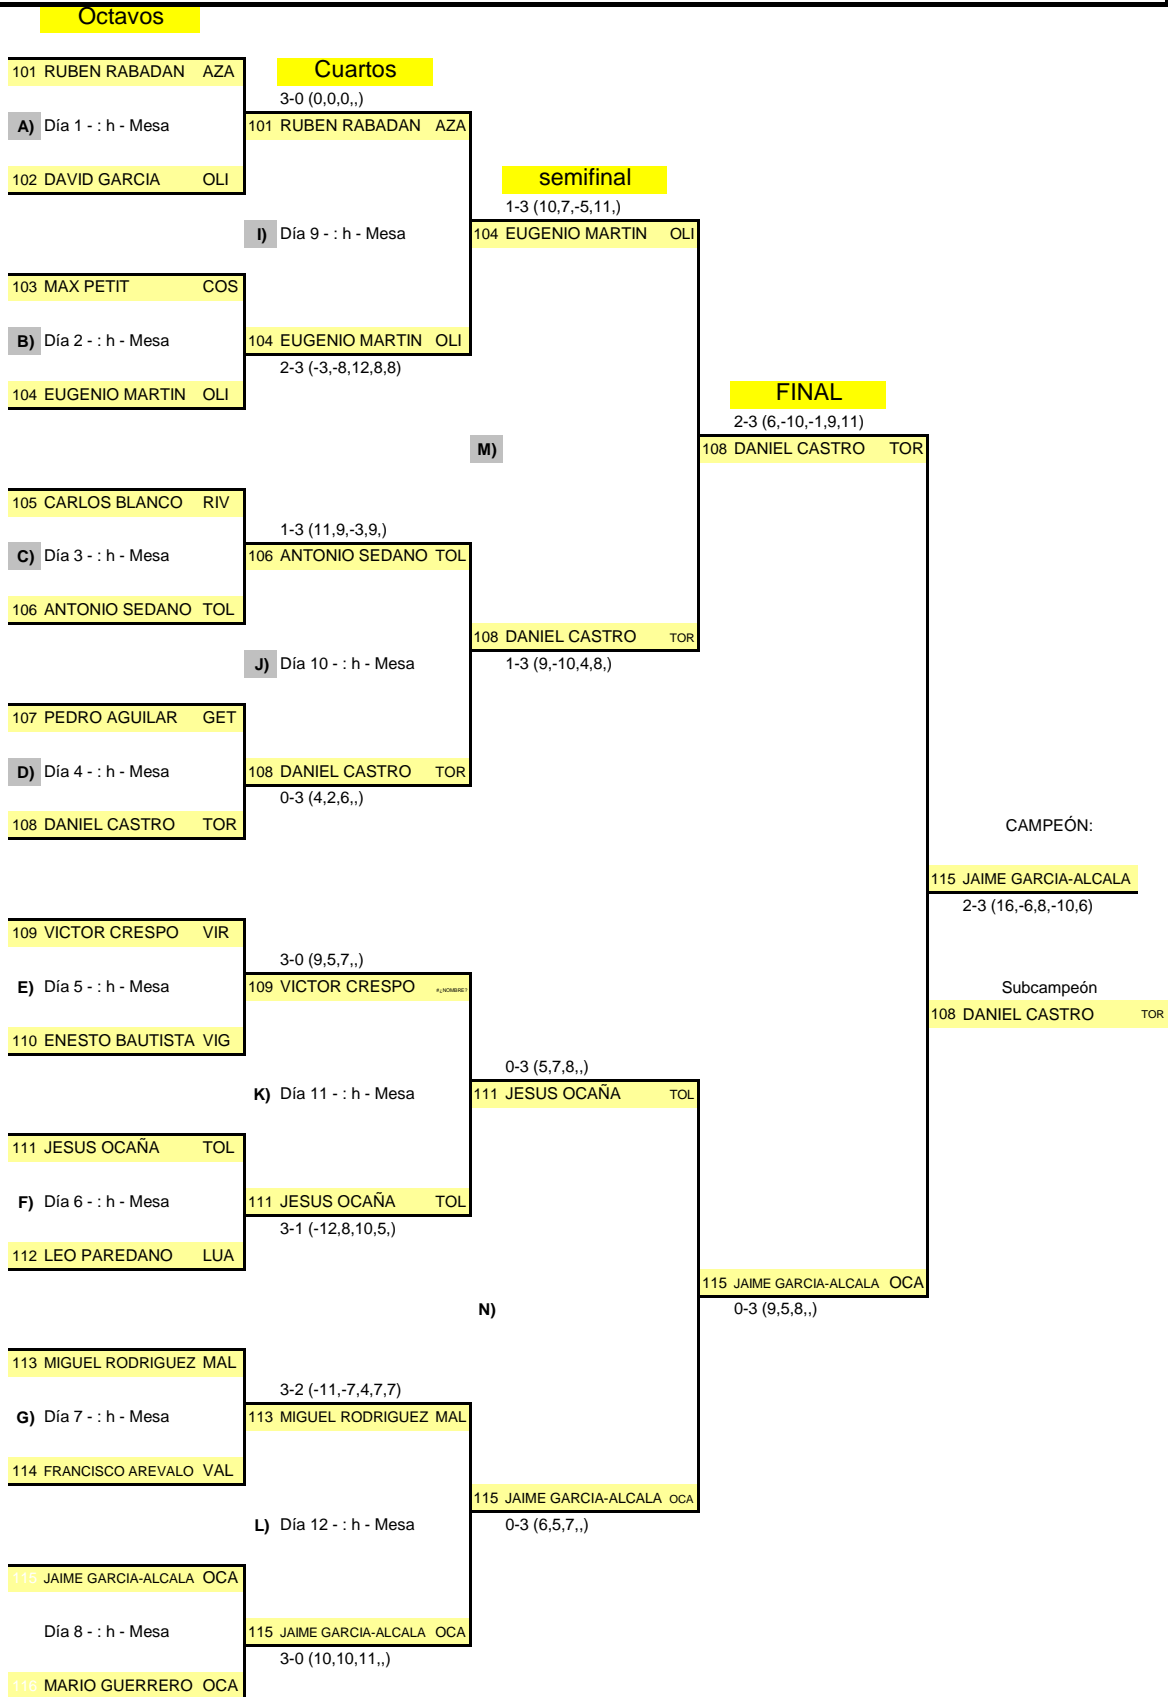 Octavos
101 RUBEN RABADAN AZA
Cuartos
3-0 (0,0,0,,)
A) Día 1 - : h - Mesa
101 RUBEN RABADAN AZA
102 DAVID GARCIA OLI
semifinal
1-3 (10,7,-5,11,)
I) Día 9 - : h - Mesa
104 EUGENIO MARTIN OLI
103 MAX PETIT COS
B) Día 2 - : h - Mesa
104 EUGENIO MARTIN OLI
2-3 (-3,-8,12,8,8)
104 EUGENIO MARTIN OLI
FINAL
2-3 (6,-10,-1,9,11)
M)
108 DANIEL CASTRO TOR
105 CARLOS BLANCO RIV
1-3 (11,9,-3,9,)
C) Día 3 - : h - Mesa
106 ANTONIO SEDANO TOL
106 ANTONIO SEDANO TOL
108 DANIEL CASTRO TOR
J) Día 10 - : h - Mesa
1-3 (9,-10,4,8,)
107 PEDRO AGUILAR GET
D) Día 4 - : h - Mesa
108 DANIEL CASTRO TOR
0-3 (4,2,6,,)
108 DANIEL CASTRO TOR
CAMPEÓN:
115 JAIME GARCIA-ALCALA
2-3 (16,-6,8,-10,6)
109 VICTOR CRESPO VIR
3-0 (9,5,7,,)
E) Día 5 - : h - Mesa
109 VICTOR CRESPO #¿NOMBRE?
Subcampeón
108 DANIEL CASTRO TOR
110 ENESTO BAUTISTA VIG
0-3 (5,7,8,,)
K) Día 11 - : h - Mesa
111 JESUS OCAÑA TOL
111 JESUS OCAÑA TOL
F) Día 6 - : h - Mesa
111 JESUS OCAÑA TOL
3-1 (-12,8,10,5,)
112 LEO PAREDANO LUA
115 JAIME GARCIA-ALCALA OCA
N)
0-3 (9,5,8,,)
113 MIGUEL RODRIGUEZ MAL
3-2 (-11,-7,4,7,7)
G) Día 7 - : h - Mesa
113 MIGUEL RODRIGUEZ MAL
114 FRANCISCO AREVALO VAL
115 JAIME GARCIA-ALCALA OCA
L) Día 12 - : h - Mesa
0-3 (6,5,7,,)
115 JAIME GARCIA-ALCALA OCA
Día 8 - : h - Mesa
115 JAIME GARCIA-ALCALA OCA
3-0 (10,10,11,,)
116 MARIO GUERRERO OCA